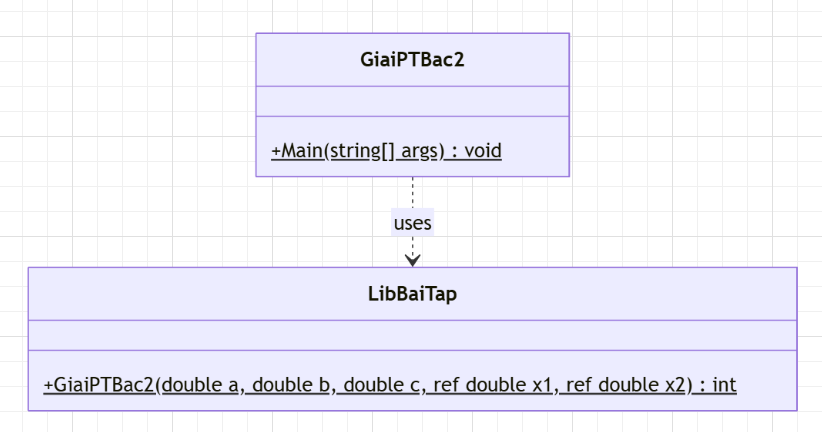 GiaiPTBac2
+Main(string[] args) : void
uses
LibBaiTap
+GiaiPTBac2(double a, double b, double c, ref double x1, ref double x2) : int